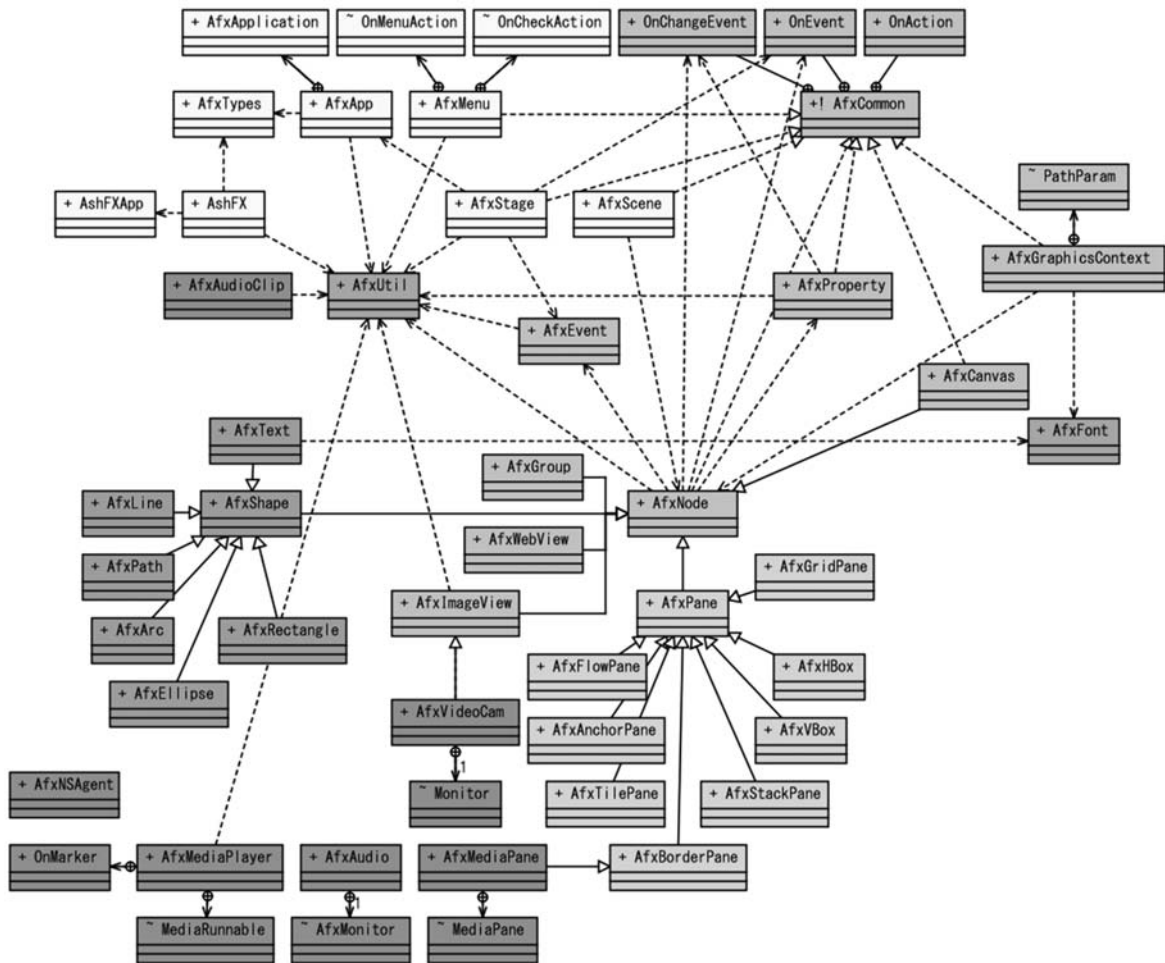 + AfxApplication
~ OnMenuAction
~ OnCheckAction
+ OnChangeEvent
+ OnEvent
+ OnAction
+ AfxTypes
+ AfxApp
+ AfxMenu
+! AfxCommon
~ PathParam
+ AshFXApp
+ AshFX
+ AfxStage
+ AfxScene
+ AfxGraphicsContext
+ AfxAudioClip
+ AfxUtil
+ AfxProperty
+ AfxEvent
+ AfxCanvas
+ AfxText
+ AfxFont
+ AfxGroup
+ AfxLine
+ AfxShape
+ AfxNode
+ AfxWebView
+ AfxPath
+ AfxGridPane
+ AfxImageView
+ AfxPane
+ AfxArc
+ AfxRectangle
+ AfxFlowPane
+ AfxHBox
+ AfxEllipse
+ AfxVideoCam
+ AfxAnchorPane
+ AfxVBox
1
+ AfxNSAgent
~ Monitor
+ AfxTilePane
+ AfxStackPane
+ OnMarker
+ AfxMediaPlayer
+ AfxAudio
+ AfxMediaPane
+ AfxBorderPane
1
~ MediaRunnable
~ AfxMonitor
~ MediaPane